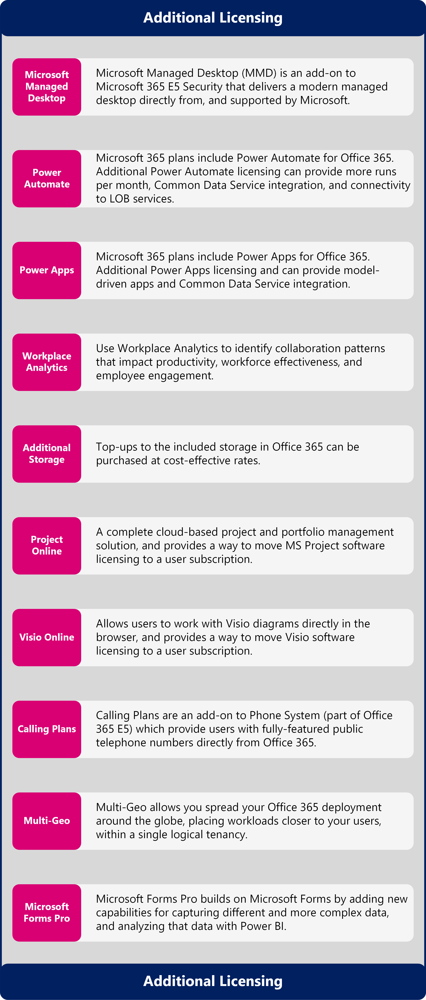 Additional Licensing
Microsoft
Managed
Desktop
Microsoft Managed Desktop (MMD) is an add-on to
Microsoft 365 E5 Security that delivers a modern managed
desktop directly from, and supported by Microsoft.
Power
Automate
Microsoft 365 plans include Power Automate for Office 365.
Additional Power Automate licensing can provide more runs
per month, Common Data Service integration, and connectivity
to LOB services.
Power Apps
Microsoft 365 plans include Power Apps for Office 365.
Additional Power Apps licensing and can provide model-
driven apps and Common Data Service integration.
Workplace
Analytics
Use Workplace Analytics to identify collaboration patterns
that impact productivity, workforce effectiveness, and
employee engagement.
Additional
Storage
Top-ups to the included storage in Office 365 can be
purchased at cost-effective rates.
Project
Online
A complete cloud-based project and portfolio management
solution, and provides a way to move MS Project software
licensing to a user subscription.
Visio Online
Allows users to work with Visio diagrams directly in the
browser, and provides a way to move Visio software
licensing to a user subscription.
Calling Plans
Calling Plans are an add-on to Phone System (part of Office
365 E5) which provide users with fully-featured public
telephone numbers directly from Office 365.
Multi-Geo
Multi-Geo allows you spread your Office 365 deployment
around the globe, placing workloads closer to your users,
within a single logical tenancy.
Microsoft
Forms Pro
Microsoft Forms Pro builds on Microsoft Forms by adding new
capabilities for capturing different and more complex data,
and analyzing that data with Power BI.
Additional Licensing